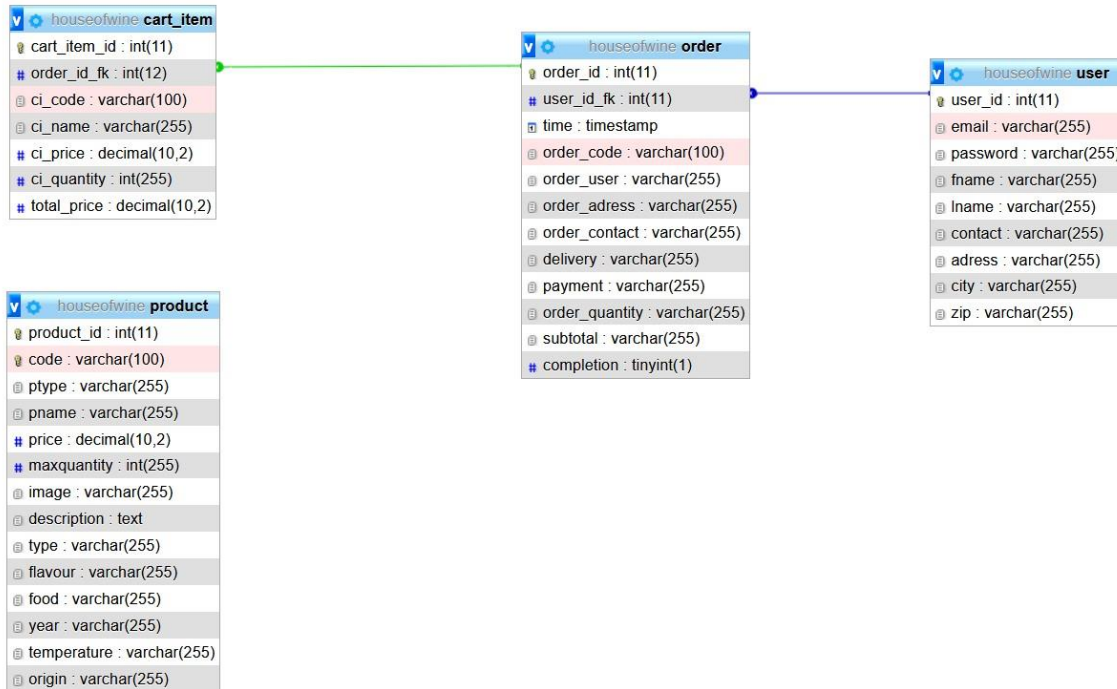 v houseofwine cart_item
cart_item_id : int(11)
# order_id_fk : int(12)
ci_code : varchar(100)
ci_name : varchar(255)
# ci_price : decimal(10,2)
# ci_quantity : int(255)
# total_price : decimal(10,2)
v houseofwine order
order_id : int(11)
# user_id_fk : int(11)
time : timestamp
order_code : varchar(100)
order_user : varchar(255)
order_adress : varchar(255)
order_contact : varchar(255)
delivery : varchar(255)
payment : varchar(255)
order_quantity : varchar(255)
subtotal : varchar(255)
# completion : tinyint(1)
v houseofwine user
user_id : int(11)
email : varchar(255)
password : varchar(255)
fname : varchar(255)
lname : varchar(255)
contact : varchar(255)
adress : varchar(255)
city : varchar(255)
zip : varchar(255)
v houseofwine product
product_id : int(11)
code : varchar(100)
ptype : varchar(255)
pname : varchar(255)
# price : decimal(10,2)
# maxquantity : int(255)
image : varchar(255)
description : text
type : varchar(255)
flavour : varchar(255)
food : varchar(255)
year : varchar(255)
temperature : varchar(255)
origin : varchar(255)